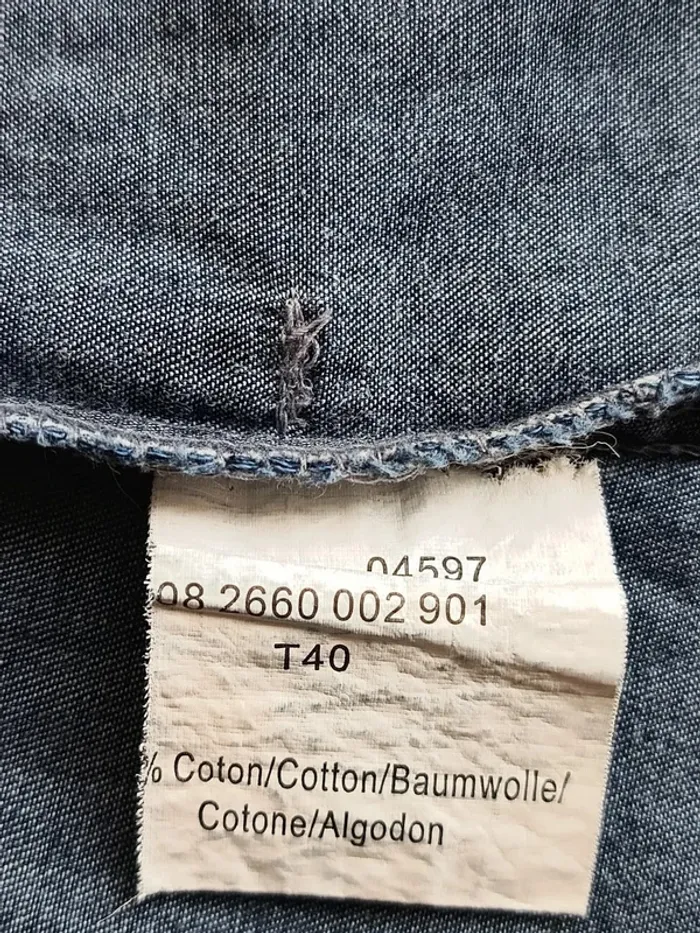 04597
08 2660 002 901
T40
% Coton/Cotton/Baumwolle/
Cotone/Algodon